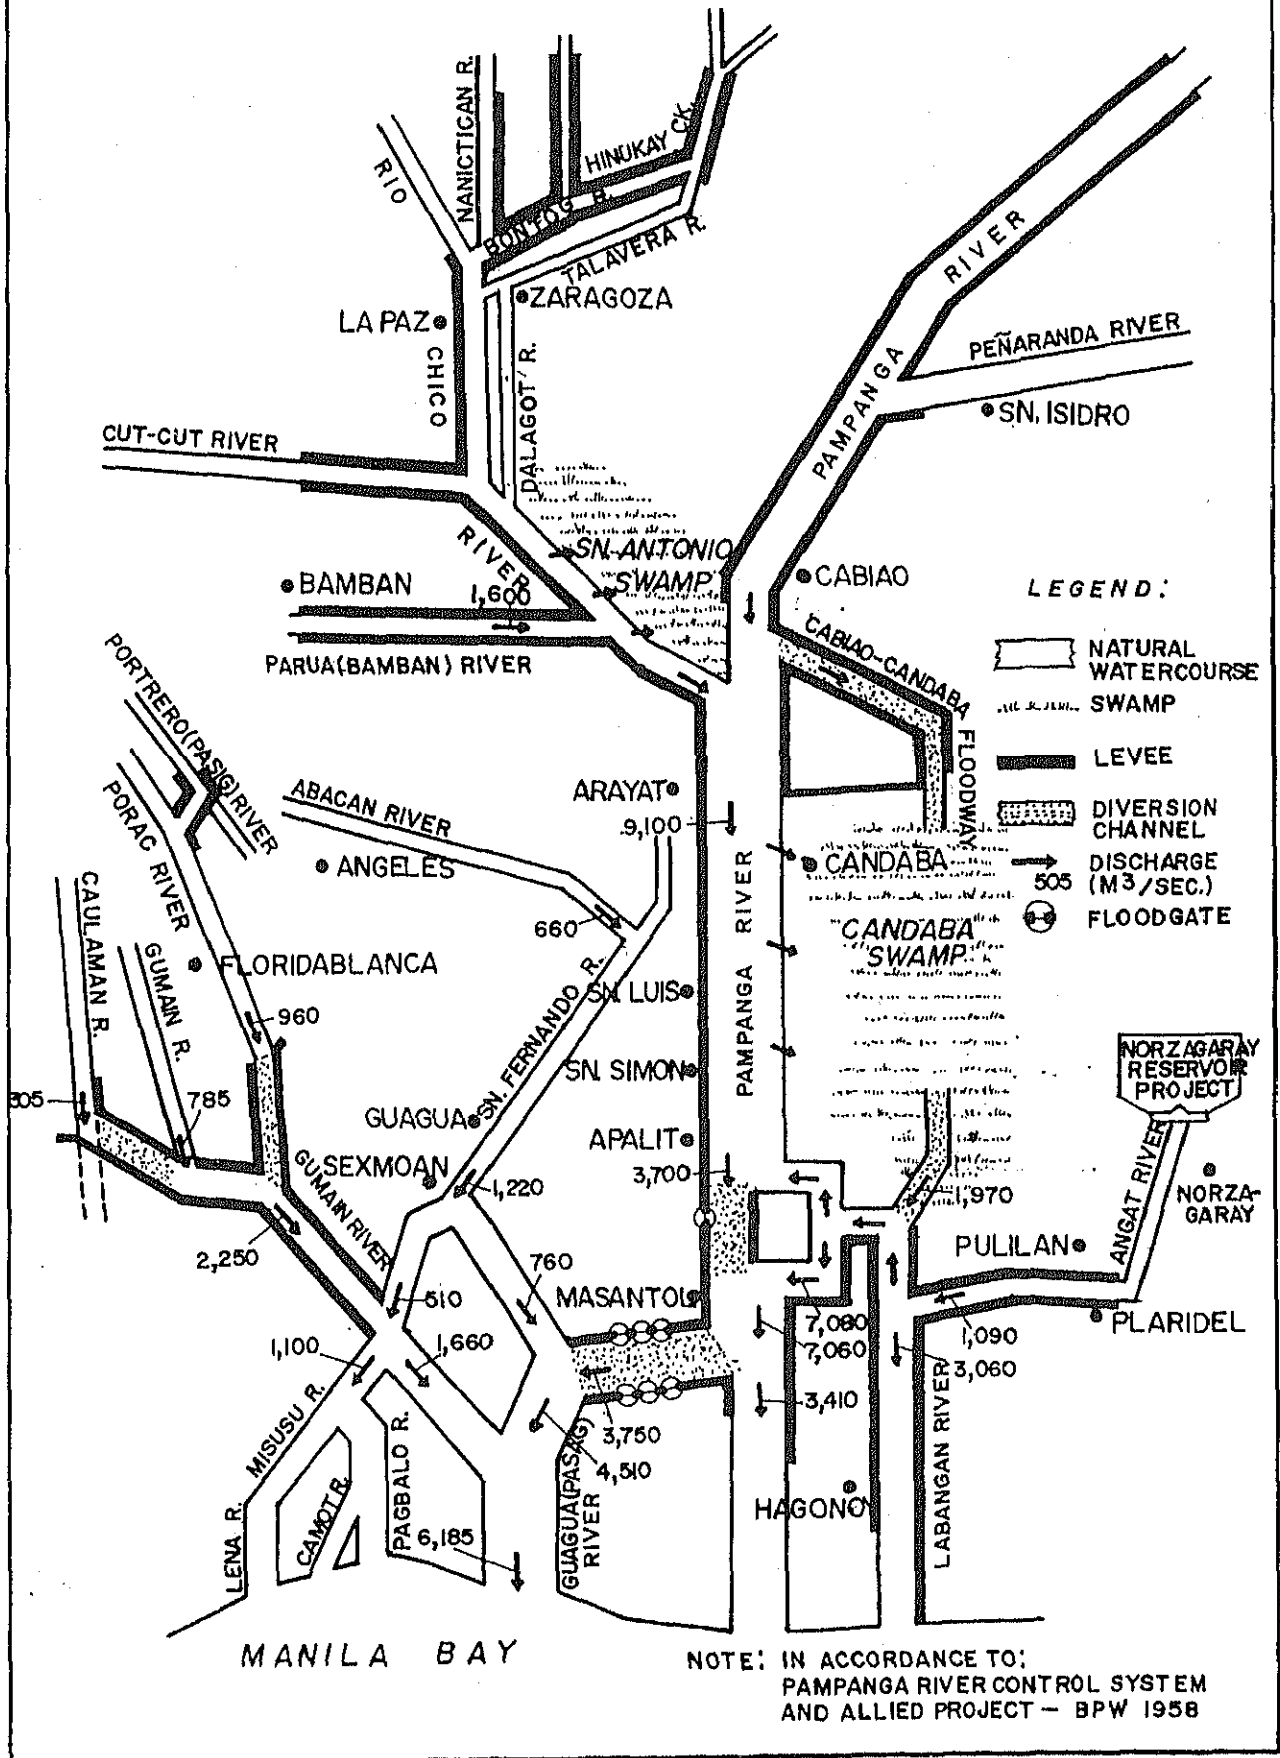 NANICTICAN R.
RIO
HINUKAY CK.
BONTOG R.
TALAVERA R.
ZARAGOZA
LA PAZ
CHICO
DALAGOT R.
RIVER
PAMPANGA
PEÑARANDA RIVER
SN. ISIDRO
CUT-CUT RIVER
RIVER
SN. ANTONIO
SWAMP
BAMBAN
1,600
PARUA(BAMBAN) RIVER
CABIAO
CABIAO-CANDABA
FLOODWAY
LEGEND:
NATURAL
WATERCOURSE
SWAMP
LEVEE
DIVERSION
CHANNEL
DISCHARGE
505 (M3/SEC.)
FLOODGATE
PORTRERO(PASIG)RIVER
PORAC RIVER
ABACAN RIVER
ARAYAT
9,100
ANGELES
CANDABA
CANDABA
SWAMP
PAMPANGA RIVER
CAULAMAN R.
GUMAIN R.
FLORIDABLANCA
660
SN. FERNANDO R.
SN. LUIS
960
SN. SIMON
NORZAGARAY
RESERVOIR
PROJECT
305
785
GUAGUA
APALIT
ANGAT RIVER
SEXMOAN
GUMAIN RIVER
1,220
3,700
1,970
NORZA-
GARAY
2,250
760
PULILAN
510
MASANTOL
7,080
7,060
1,090
PLARIDEL
1,100
1,660
3,060
3,410
3,750
4,510
MISUSU R.
PAGBALO R.
GUAGUA(PASAG)
RIVER
HAGONOY
LABANGAN RIVER
LENA R.
CAMOT R.
6,185
MANILA BAY
NOTE: IN ACCORDANCE TO:
PAMPANGA RIVER CONTROL SYSTEM
AND ALLIED PROJECT — BPW 1958